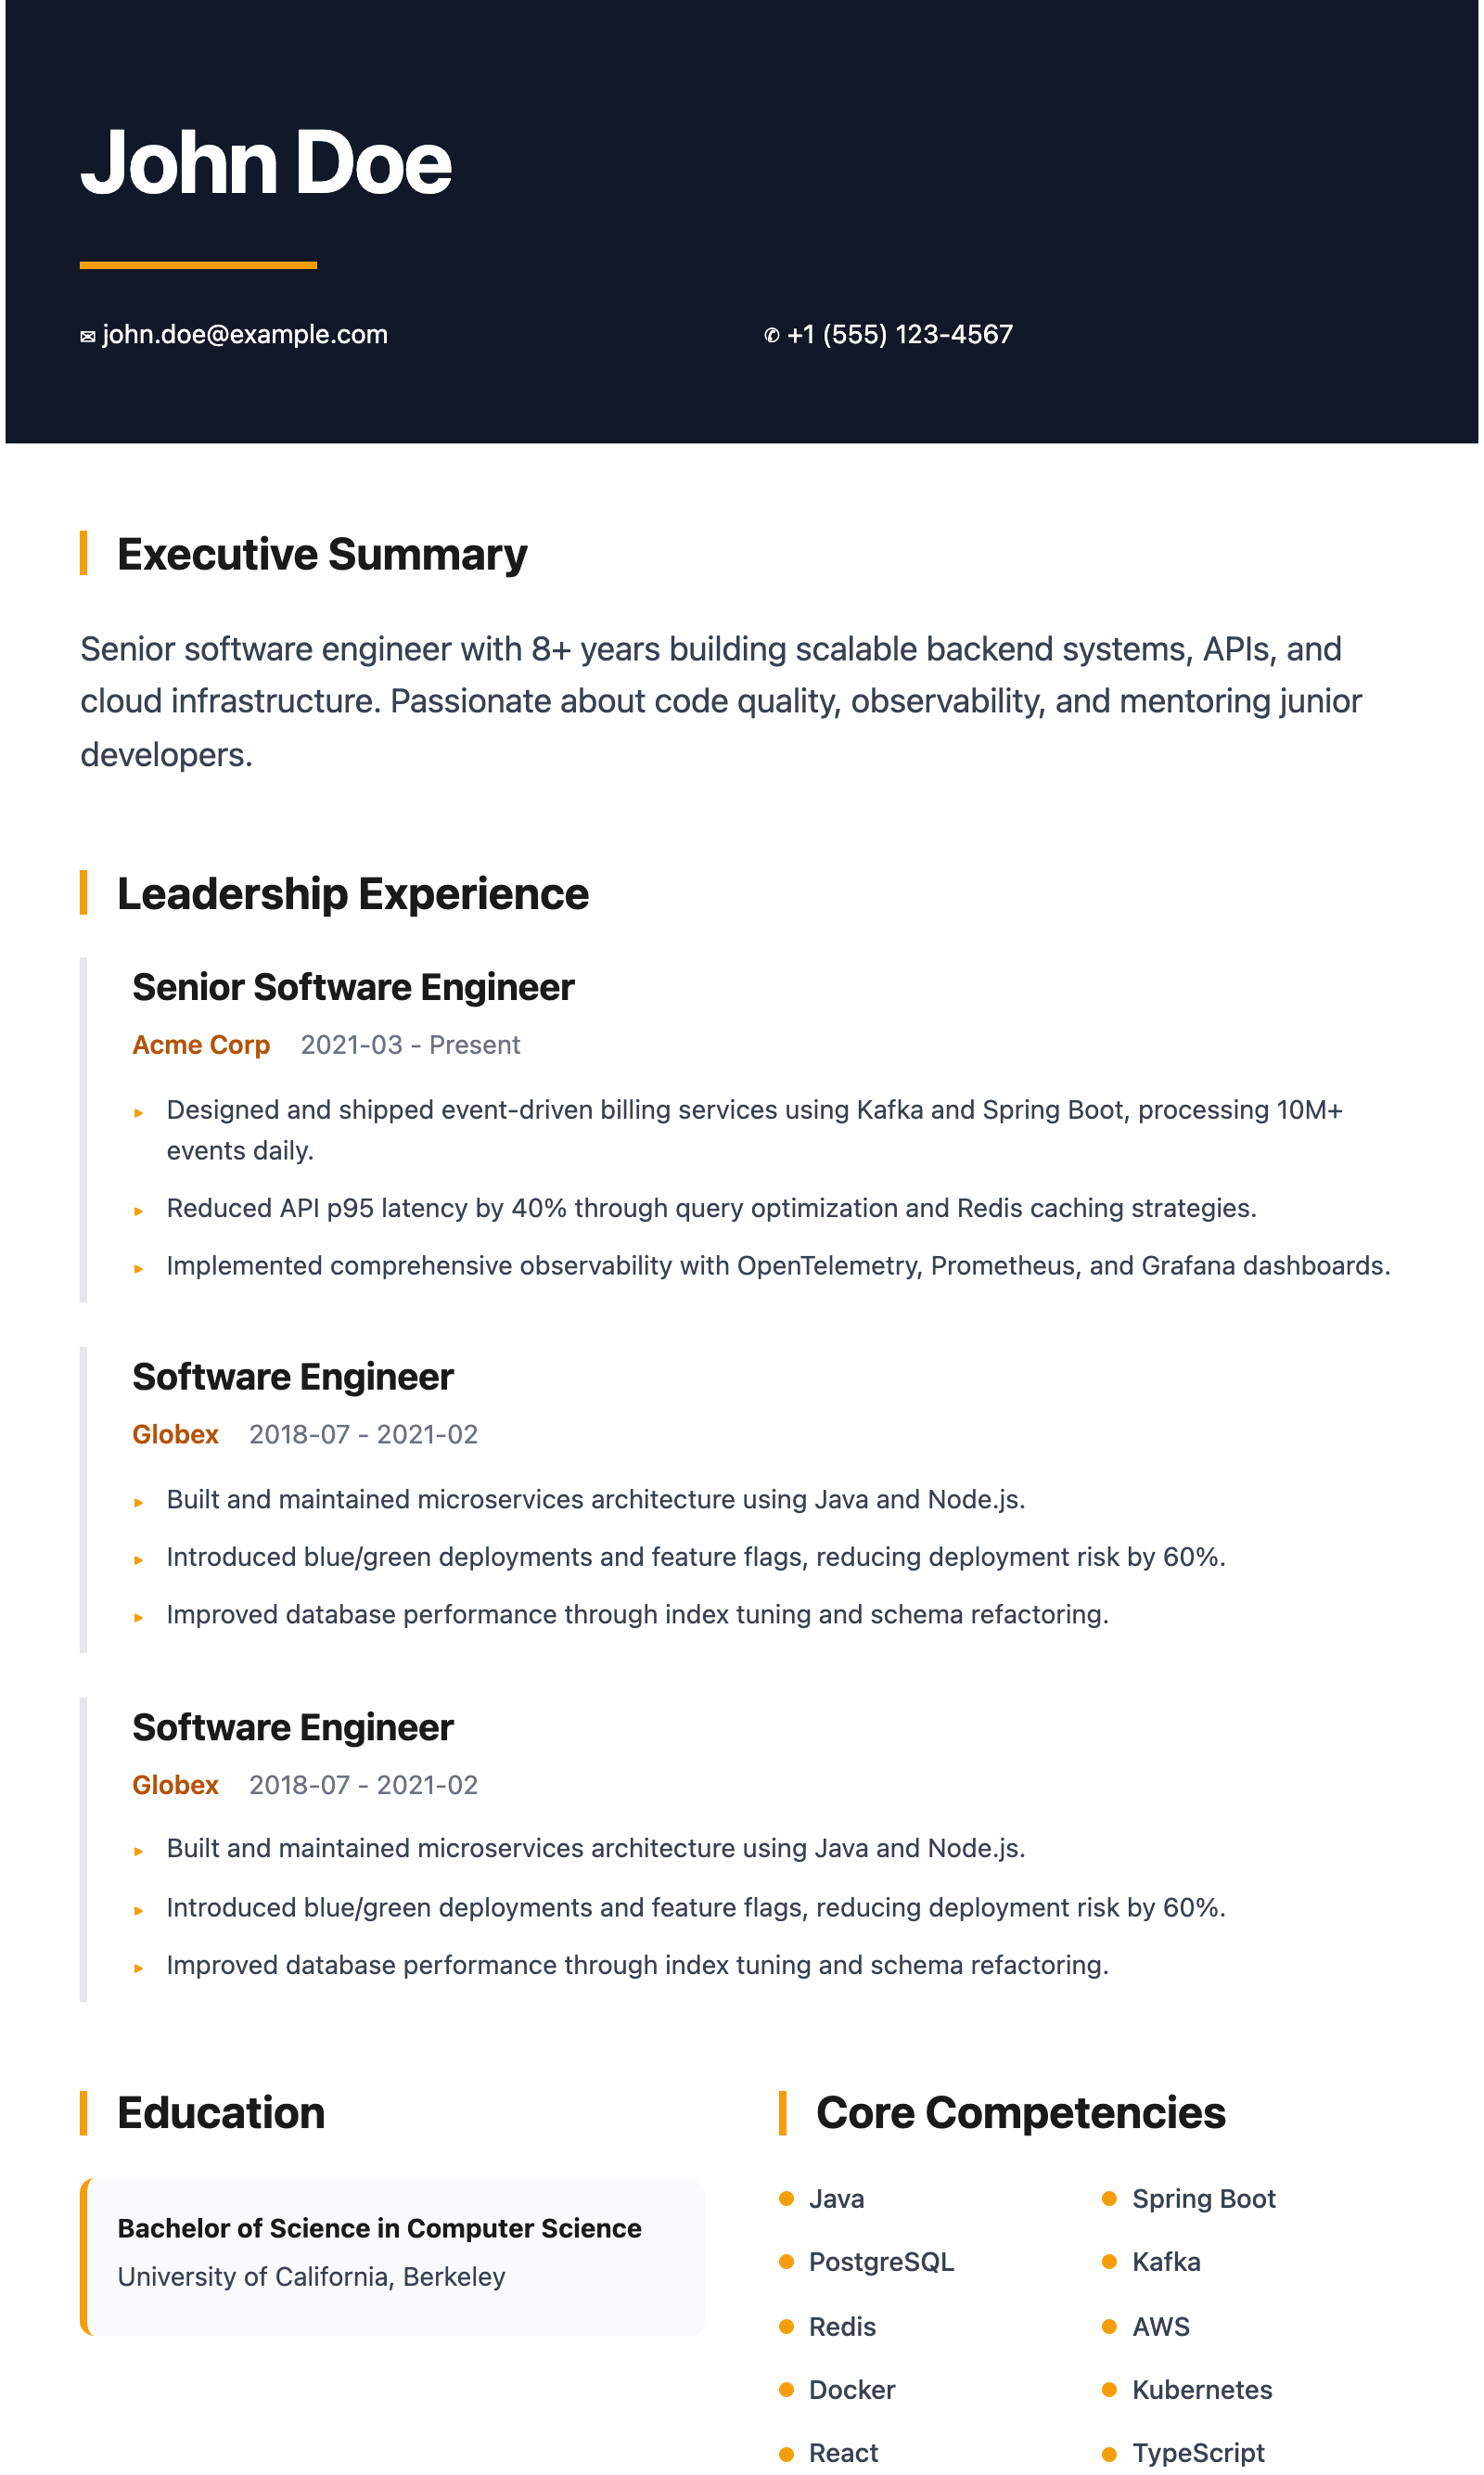 John Doe
✉ john.doe@example.com
✆ +1 (555) 123-4567
Executive Summary
Senior software engineer with 8+ years building scalable backend systems, APIs, and
cloud infrastructure. Passionate about code quality, observability, and mentoring junior
developers.
Leadership Experience
Senior Software Engineer
Acme Corp 2021-03 - Present
▸ Designed and shipped event-driven billing services using Kafka and Spring Boot, processing 10M+
events daily.
▸ Reduced API p95 latency by 40% through query optimization and Redis caching strategies.
▸ Implemented comprehensive observability with OpenTelemetry, Prometheus, and Grafana dashboards.
Software Engineer
Globex 2018-07 - 2021-02
▸ Built and maintained microservices architecture using Java and Node.js.
▸ Introduced blue/green deployments and feature flags, reducing deployment risk by 60%.
▸ Improved database performance through index tuning and schema refactoring.
Software Engineer
Globex 2018-07 - 2021-02
▸ Built and maintained microservices architecture using Java and Node.js.
▸ Introduced blue/green deployments and feature flags, reducing deployment risk by 60%.
▸ Improved database performance through index tuning and schema refactoring.
Education
Bachelor of Science in Computer Science
University of California, Berkeley
Core Competencies
Java
Spring Boot
PostgreSQL
Kafka
Redis
AWS
Docker
Kubernetes
React
TypeScript